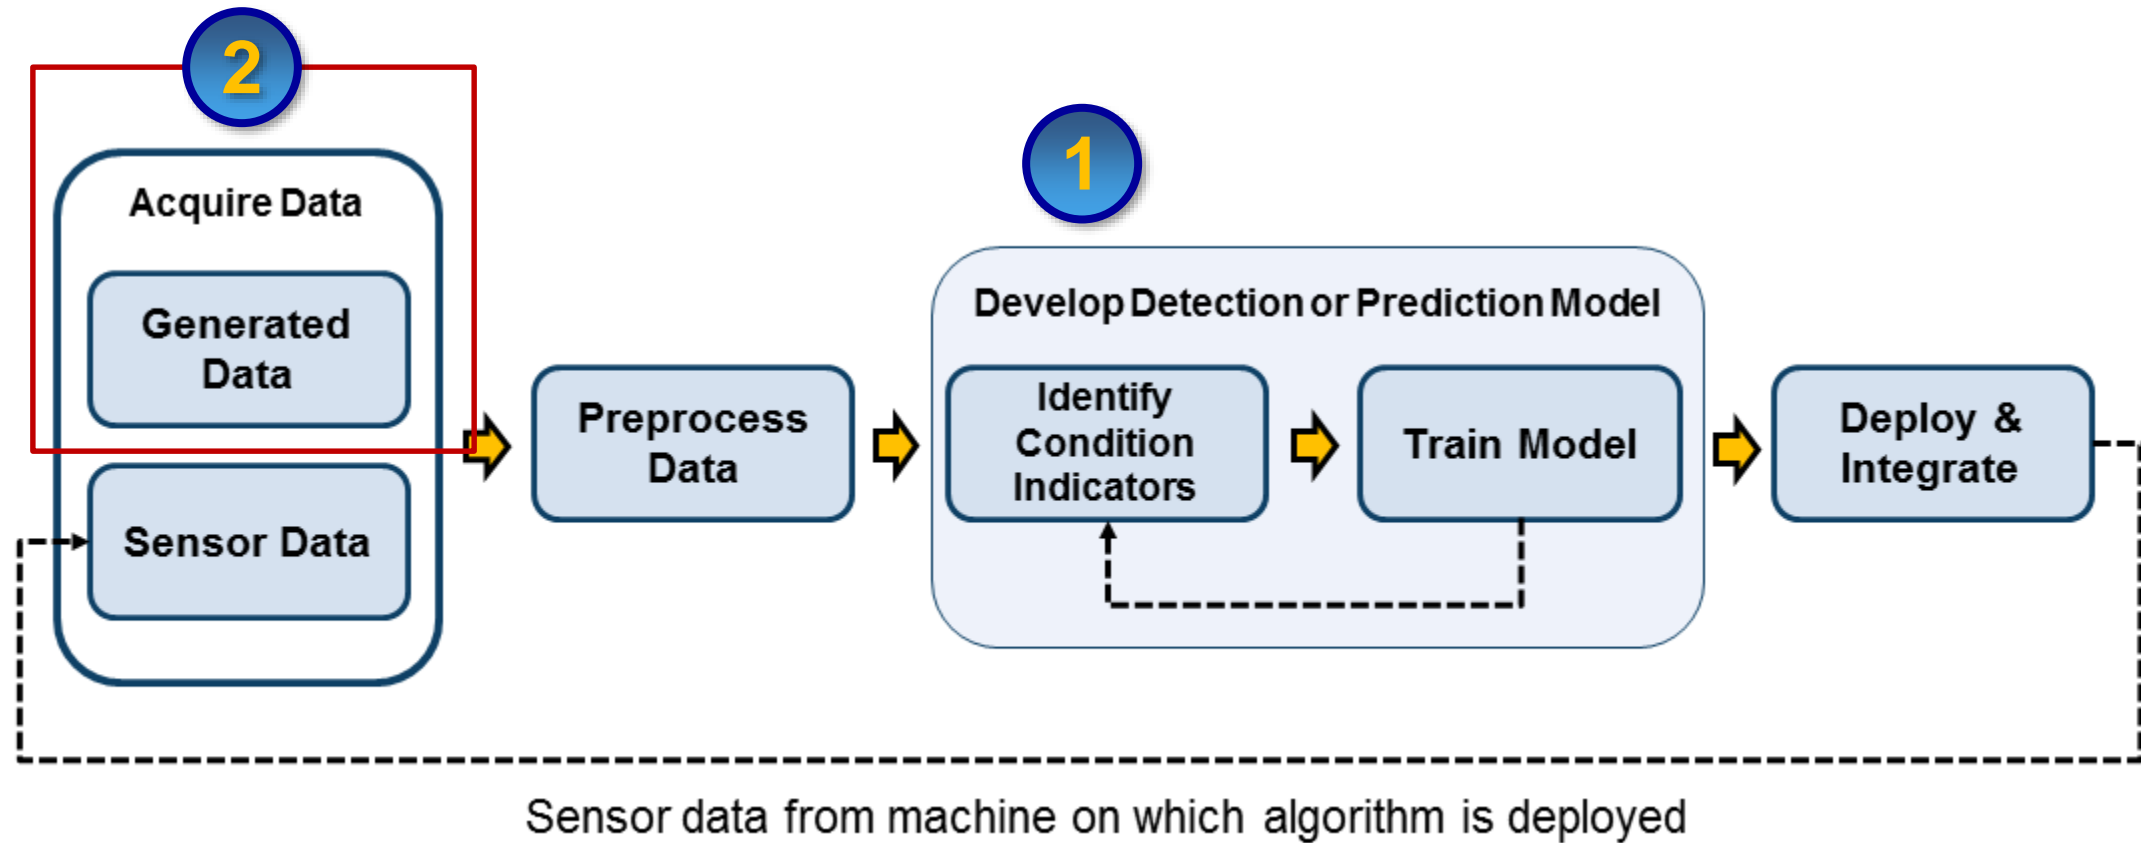 2
1
Acquire Data
Generated
Data
Sensor Data
Preprocess
Data
Develop Detection or Prediction Model
Identify
Condition
Indicators
Train Model
Deploy &
Integrate
Sensor data from machine on which algorithm is deployed